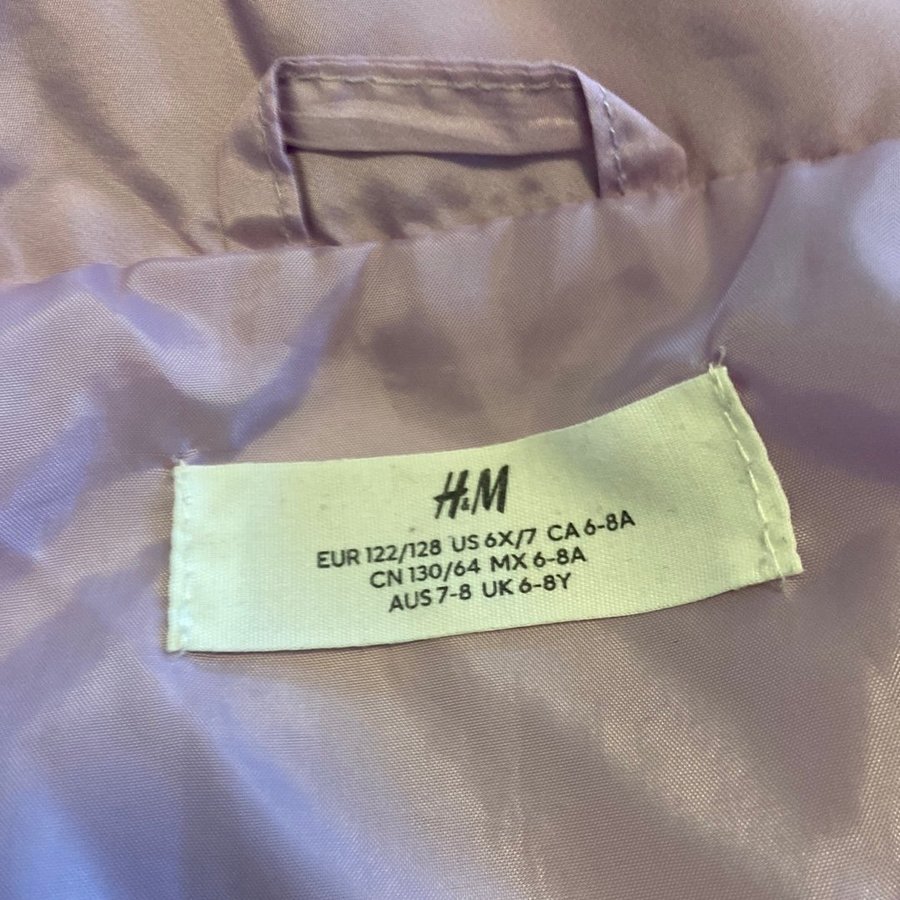 H&M
EUR 122/128 US 6X/7 CA 6-8A
CN 130/64 MX 6-8A
AUS 7-8 UK 6-8Y